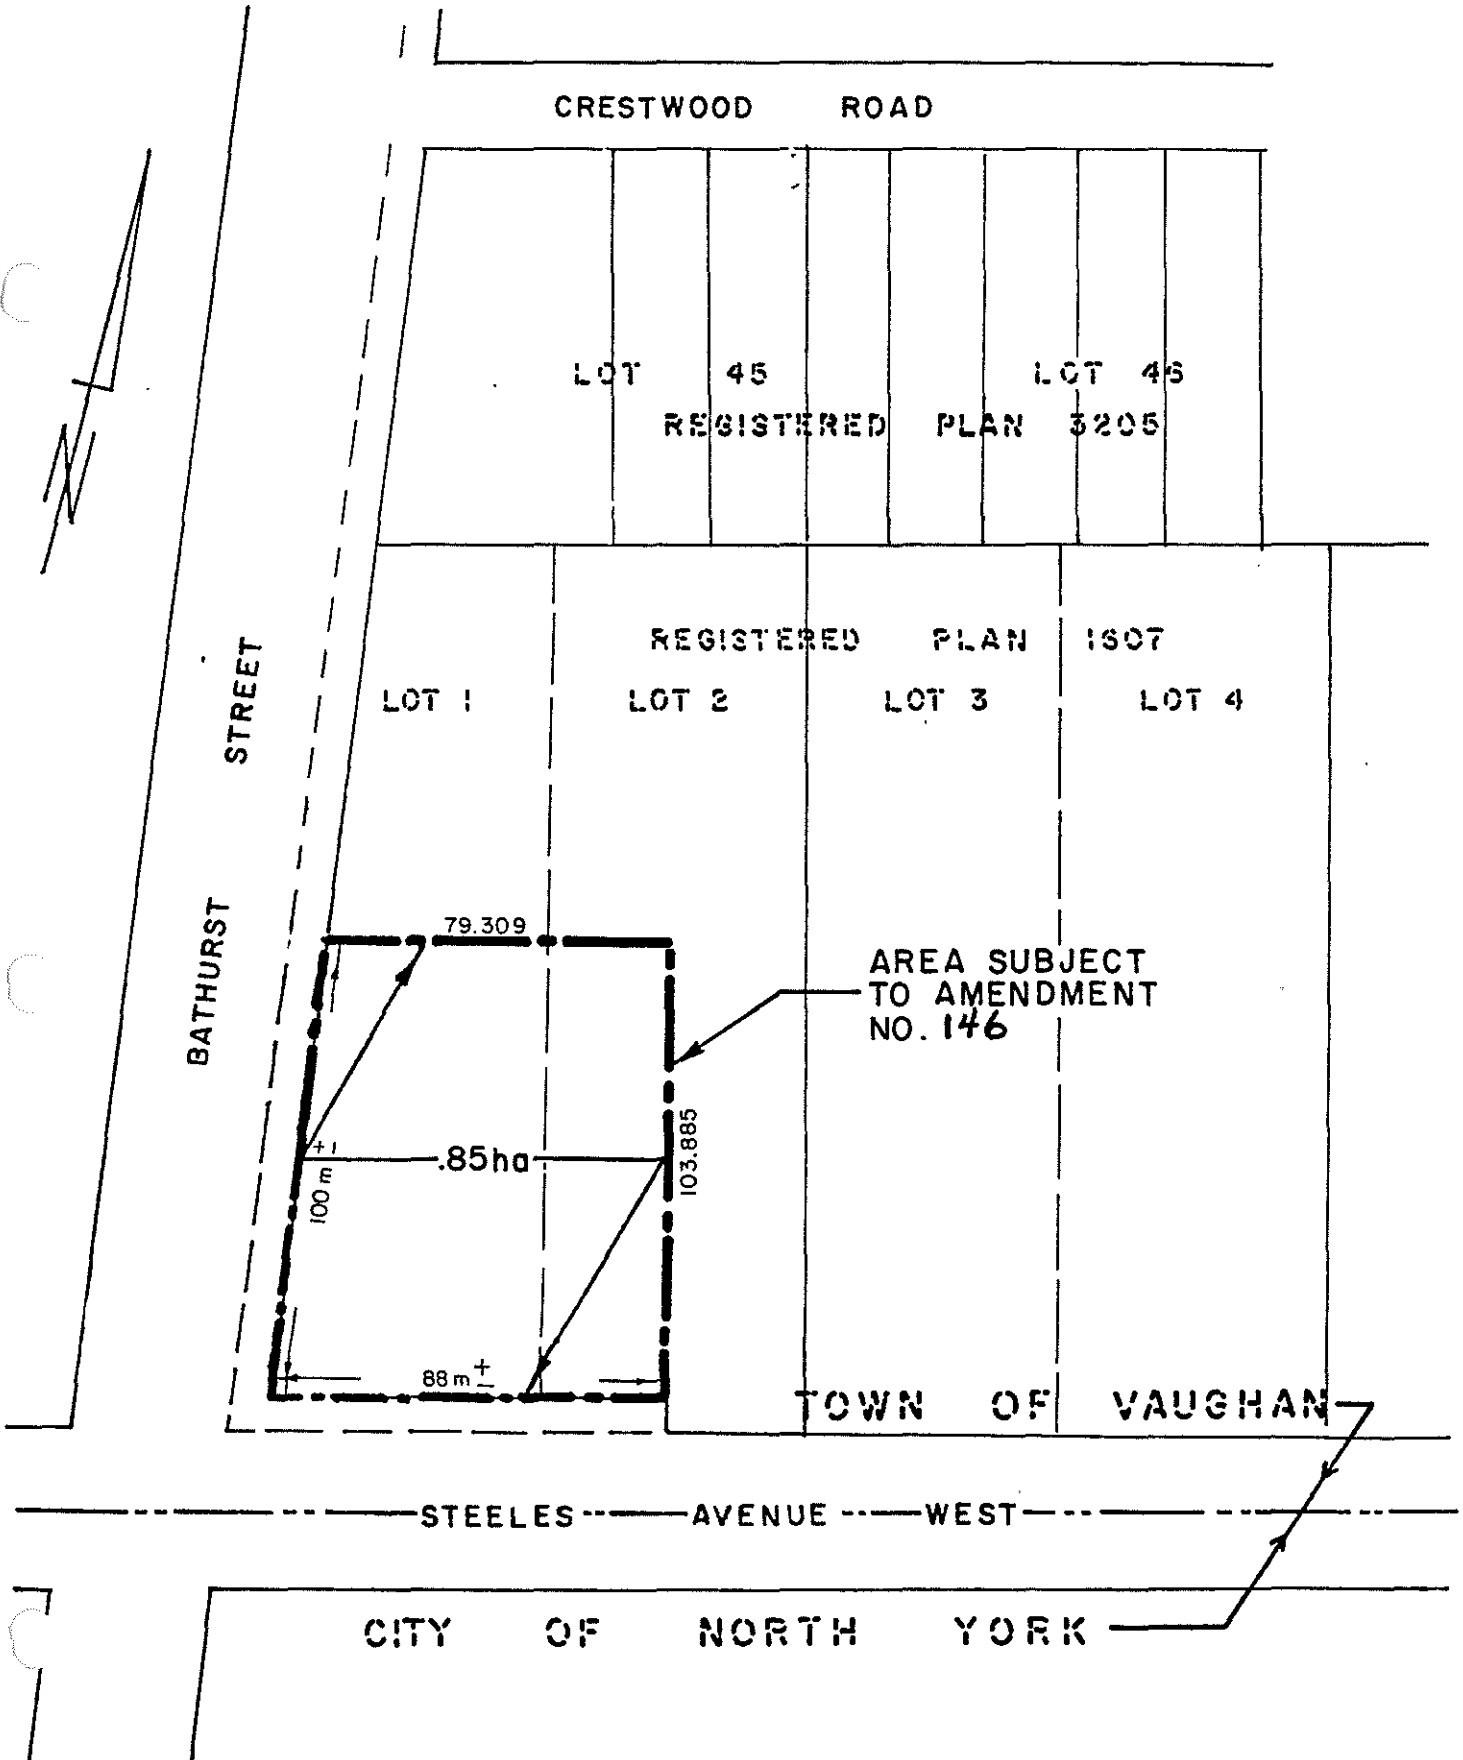 CRESTWOOD ROAD
N
LOT 45 LOT 46
REGISTERED PLAN 3205
REGISTERED PLAN 1607
LOT 1 LOT 2 LOT 3 LOT 4
BATHURST STREET
79.309
AREA SUBJECT
TO AMENDMENT
NO. 146
103.885
100 m ±
.85ha
88 m ±
TOWN OF VAUGHAN
STEELES AVENUE WEST
CITY OF NORTH YORK